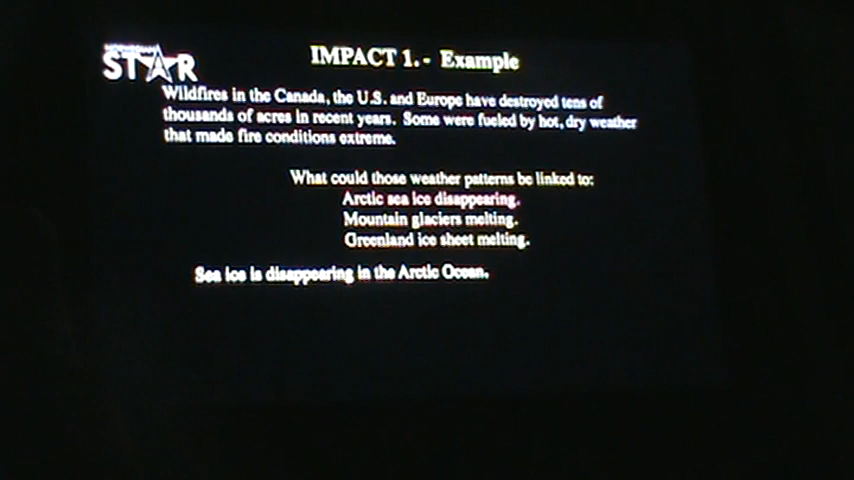 NORWEGIAN
STAR
IMPACT 1.- Example
Wildfires in the Canada, the U.S. and Europe have destroyed tens of
thousands of acres in recent years. Some were fueled by hot, dry weather
that made fire conditions extreme.
What could those weather patterns be linked to:
Arctic sea ice disappearing.
Mountain glaciers melting.
Greenland ice sheet melting.
Sea ice is disappearing in the Arctic Ocean.